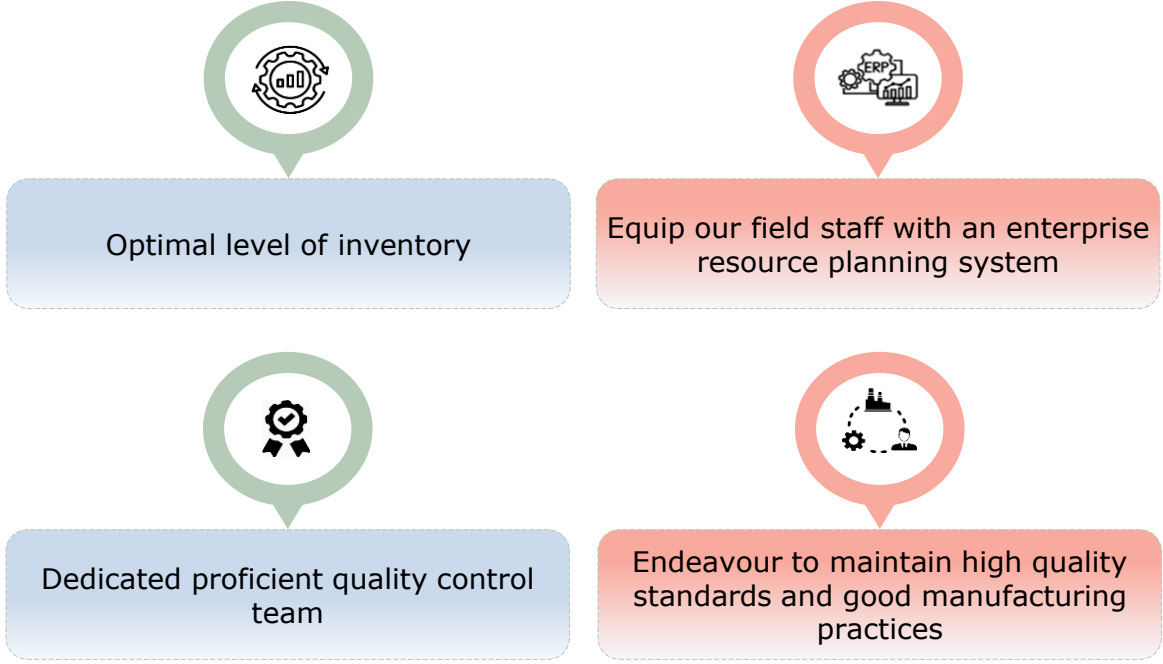 ERP
Optimal level of inventory
Equip our field staff with an enterprise
resource planning system
Dedicated proficient quality control
team
Endeavour to maintain high quality
standards and good manufacturing
practices